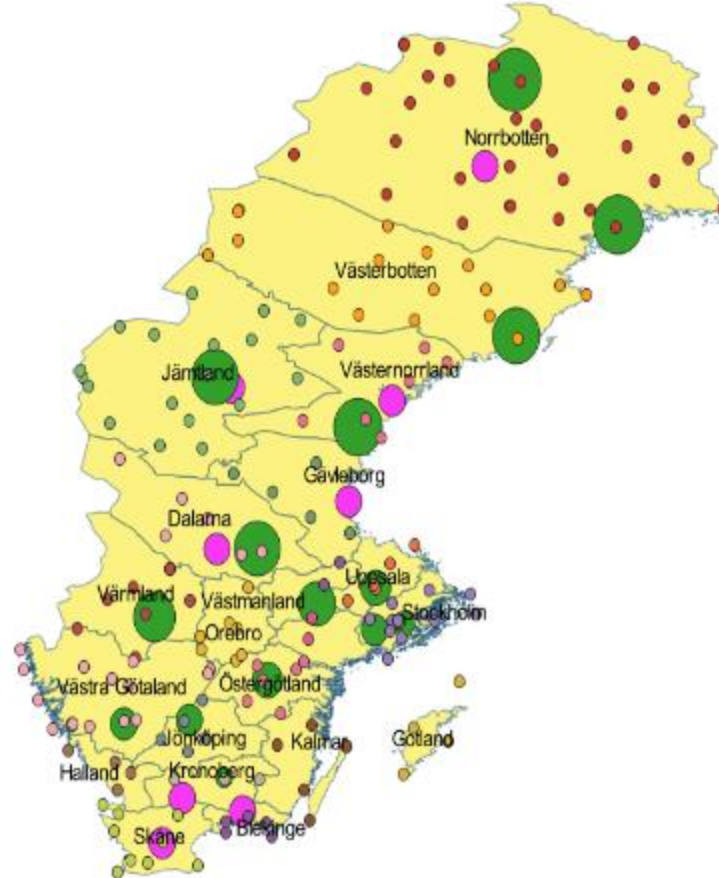 Norrbotten
Västerbotten
Jämtland
Västernorrland
Gävleborg
Dalarna
Uppsala
Värmland
Västmanland
Stockholm
Orebro
Västra Götaland
Östergötland
Jönköping
Kalmar
Gotland
Halland
Kronoberg
Skåne
Blekinge